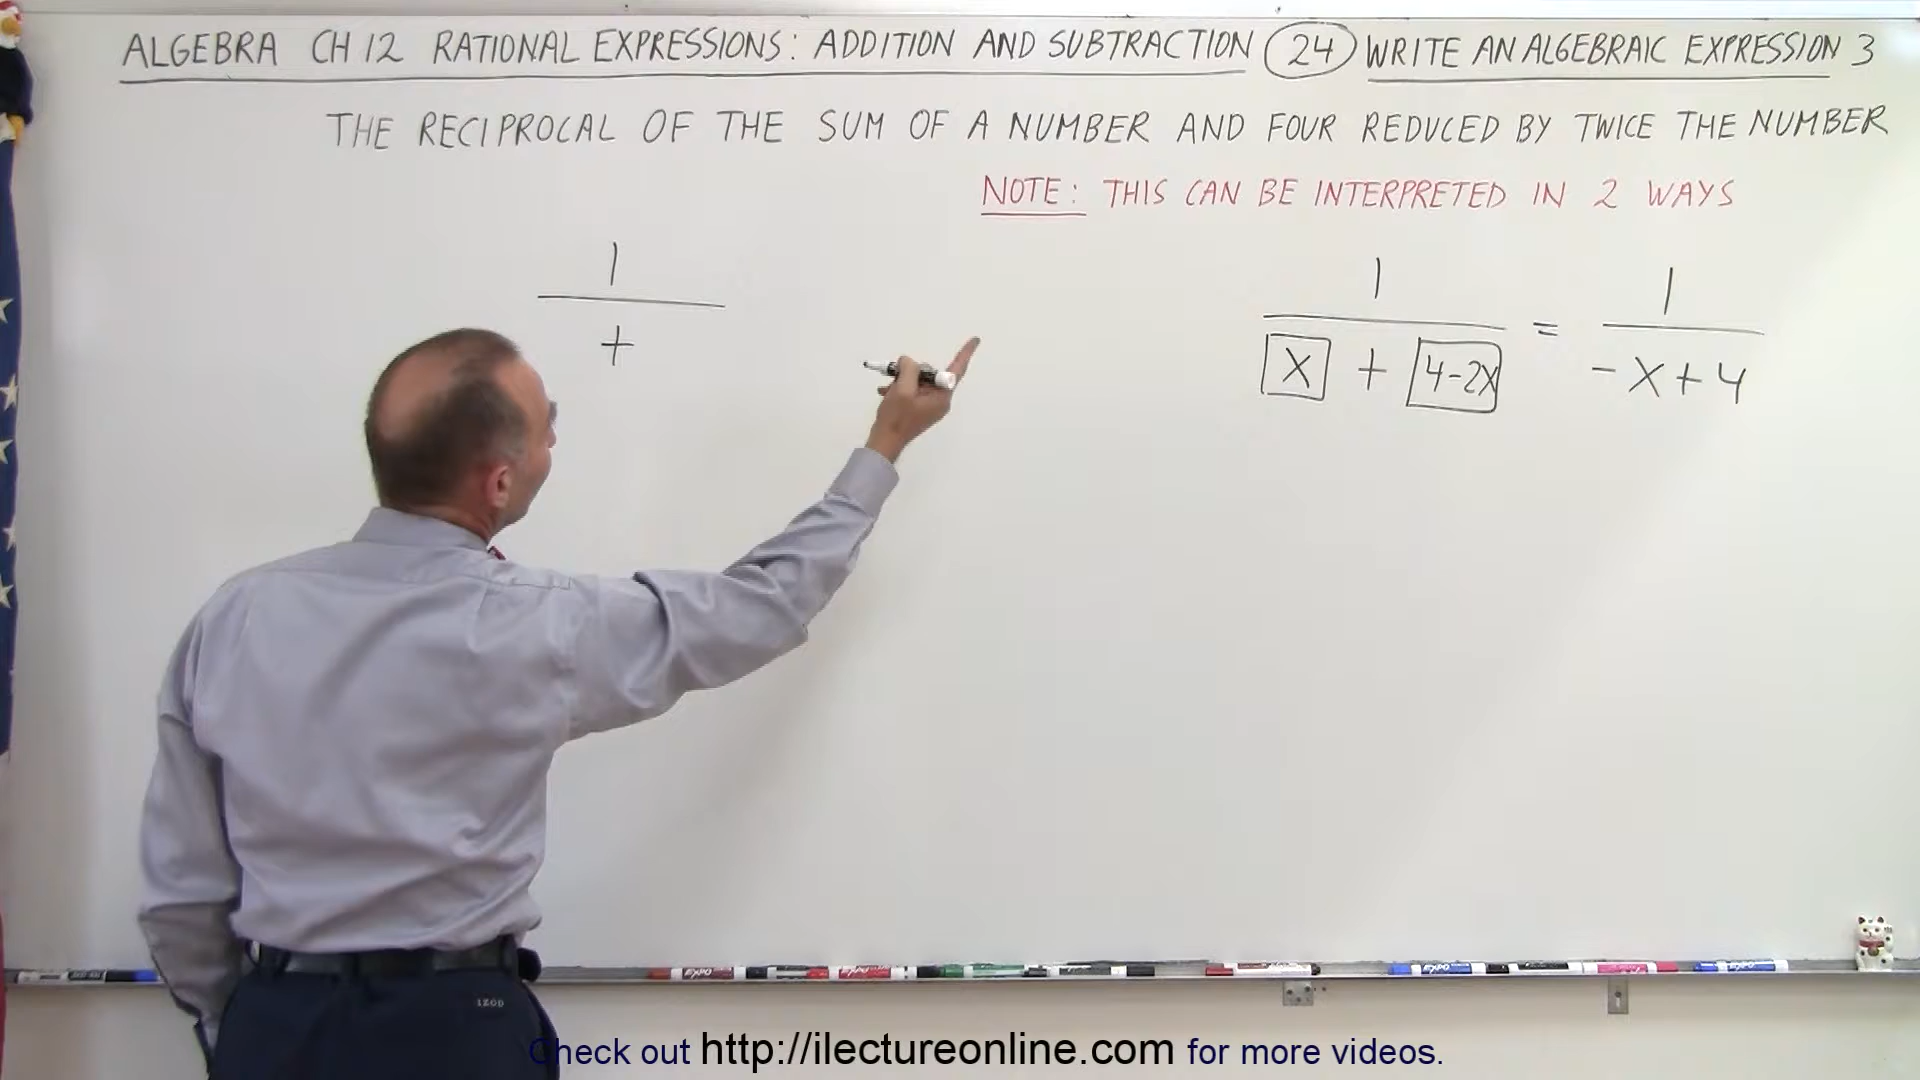 ALGEBRA CH 12 RATIONAL EXPRESSIONS: ADDITION AND SUBTRACTION 24 WRITE AN ALGEBRAIC EXPRESSION 3
THE RECIPROCAL OF THE SUM OF A NUMBER AND FOUR REDUCED BY TWICE THE NUMBER
NOTE: THIS CAN BE INTERPRETED IN 2 WAYS
1
+
1
x + 4-2x
=
1
-x+4
IZOD
Check out http://ilectureonline.com for more videos.